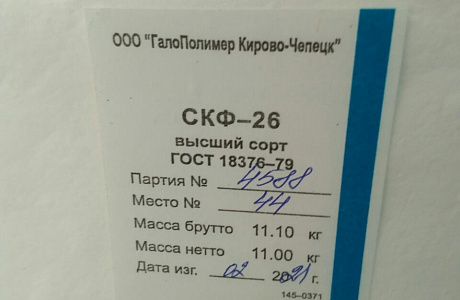 ООО "ГалоПолимер Кирово-Чепецк"
СКФ–26
высший сорт
ГОСТ 18376–79
Партия № 4588
Место № 44
Масса брутто 11.10 кг
Масса нетто 11.00 кг
Дата изг. 02 2021 г.
145-0371